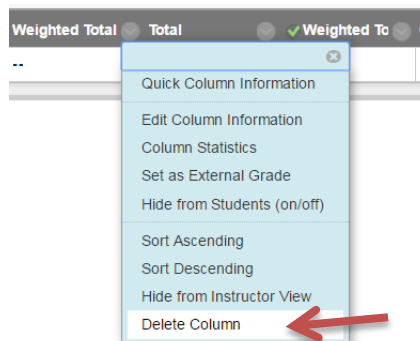 Weighted Total Total Weighted To
--
Quick Column Information
Edit Column Information
Column Statistics
Set as External Grade
Hide from Students (on/off)
Sort Ascending
Sort Descending
Hide from Instructor View
Delete Column